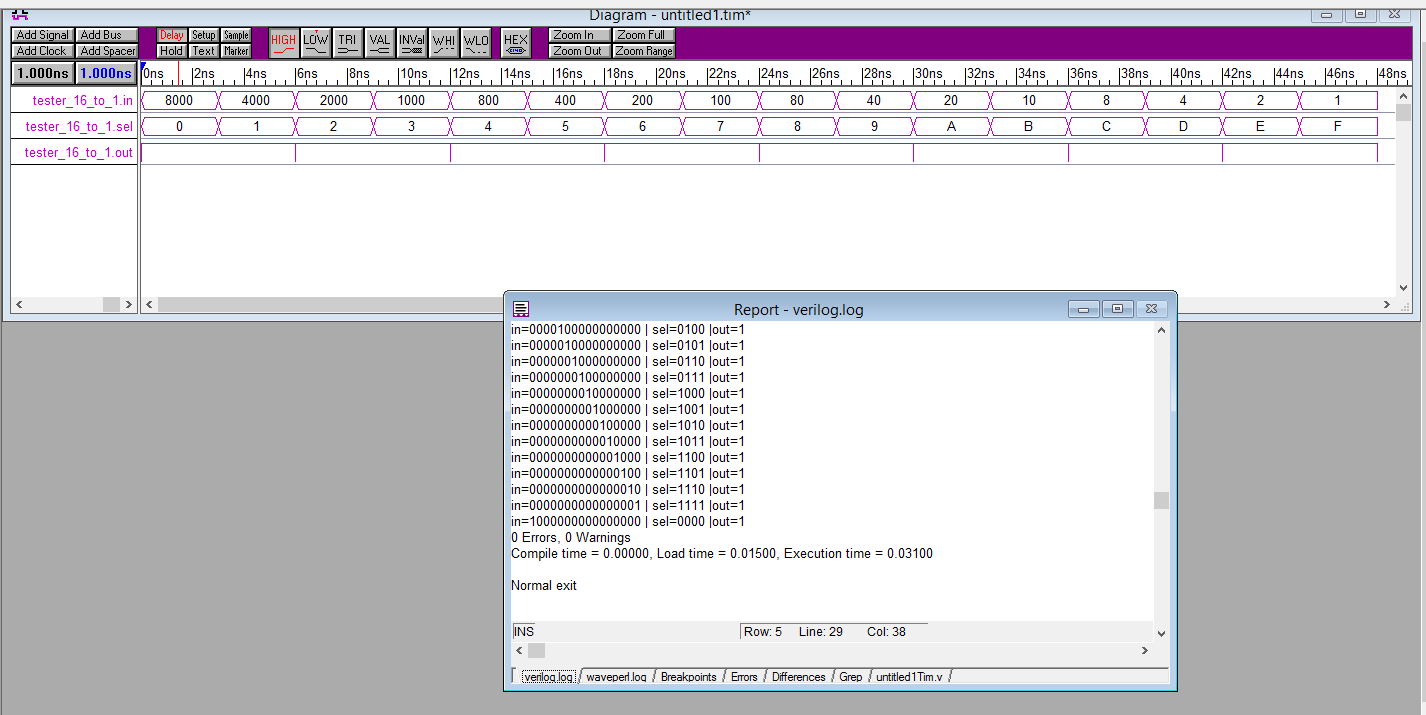 Diagram - untitled1.tim*
Add Signal Add Bus Delay Setup Sample HIGH LOW TRI VAL INVal WHI WLO HEX Zoom In Zoom Full
Add Clock Add Spacer Hold Text Marker Zoom Out Zoom Range
1.000ns 1.000ns 0ns 2ns 4ns 6ns 8ns 10ns 12ns 14ns 16ns 18ns 20ns 22ns 24ns 26ns 28ns 30ns 32ns 34ns 36ns 38ns 40ns 42ns 44ns 46ns 48ns
tester_16_to_1.in 8000 4000 2000 1000 800 400 200 100 80 40 20 10 8 4 2 1
tester_16_to_1.sel 0 1 2 3 4 5 6 7 8 9 A B C D E F
tester_16_to_1.out
Report - verilog.log
in=0000100000000000 | sel=0100 |out=1
in=0000010000000000 | sel=0101 |out=1
in=0000001000000000 | sel=0110 |out=1
in=0000000100000000 | sel=0111 |out=1
in=0000000010000000 | sel=1000 |out=1
in=0000000001000000 | sel=1001 |out=1
in=0000000000100000 | sel=1010 |out=1
in=0000000000010000 | sel=1011 |out=1
in=0000000000001000 | sel=1100 |out=1
in=0000000000000100 | sel=1101 |out=1
in=0000000000000010 | sel=1110 |out=1
in=0000000000000001 | sel=1111 |out=1
in=1000000000000000 | sel=0000 |out=1
0 Errors, 0 Warnings
Compile time = 0.00000, Load time = 0.01500, Execution time = 0.03100
Normal exit
INS Row: 5 Line: 29 Col: 38
verilog.log waveperl.log Breakpoints Errors Differences Grep untitled1Tim.v